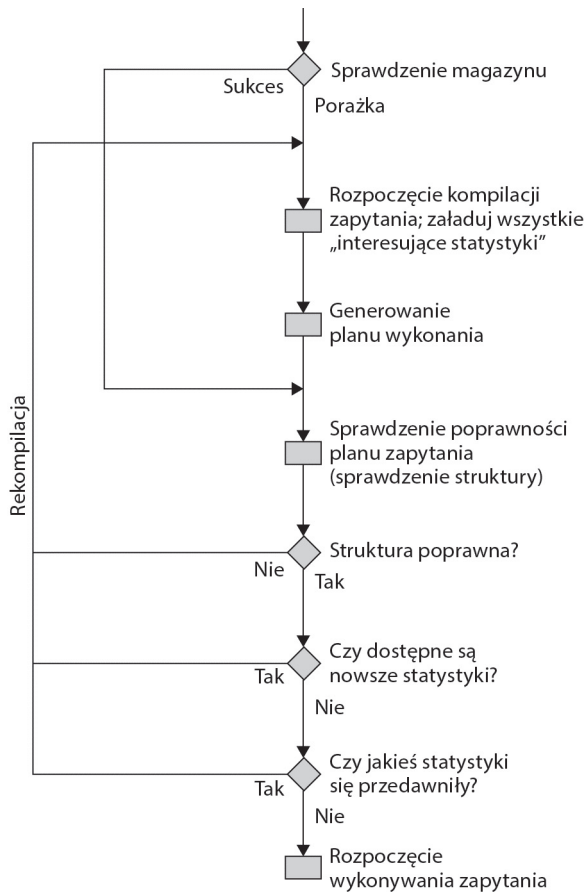 Sprawdzenie magazynu
Sukces
Porażka
Rozpoczęcie kompilacji
zapytania; załaduj wszystkie
„interesujące statystyki”
Generowanie
planu wykonania
Rekompilacja
Sprawdzenie poprawności
planu zapytania
(sprawdzenie struktury)
Struktura poprawna?
Nie
Tak
Czy dostępne są
nowsze statystyki?
Tak
Nie
Czy jakieś statystyki
się przedawniły?
Tak
Nie
Rozpoczęcie
wykonywania zapytania